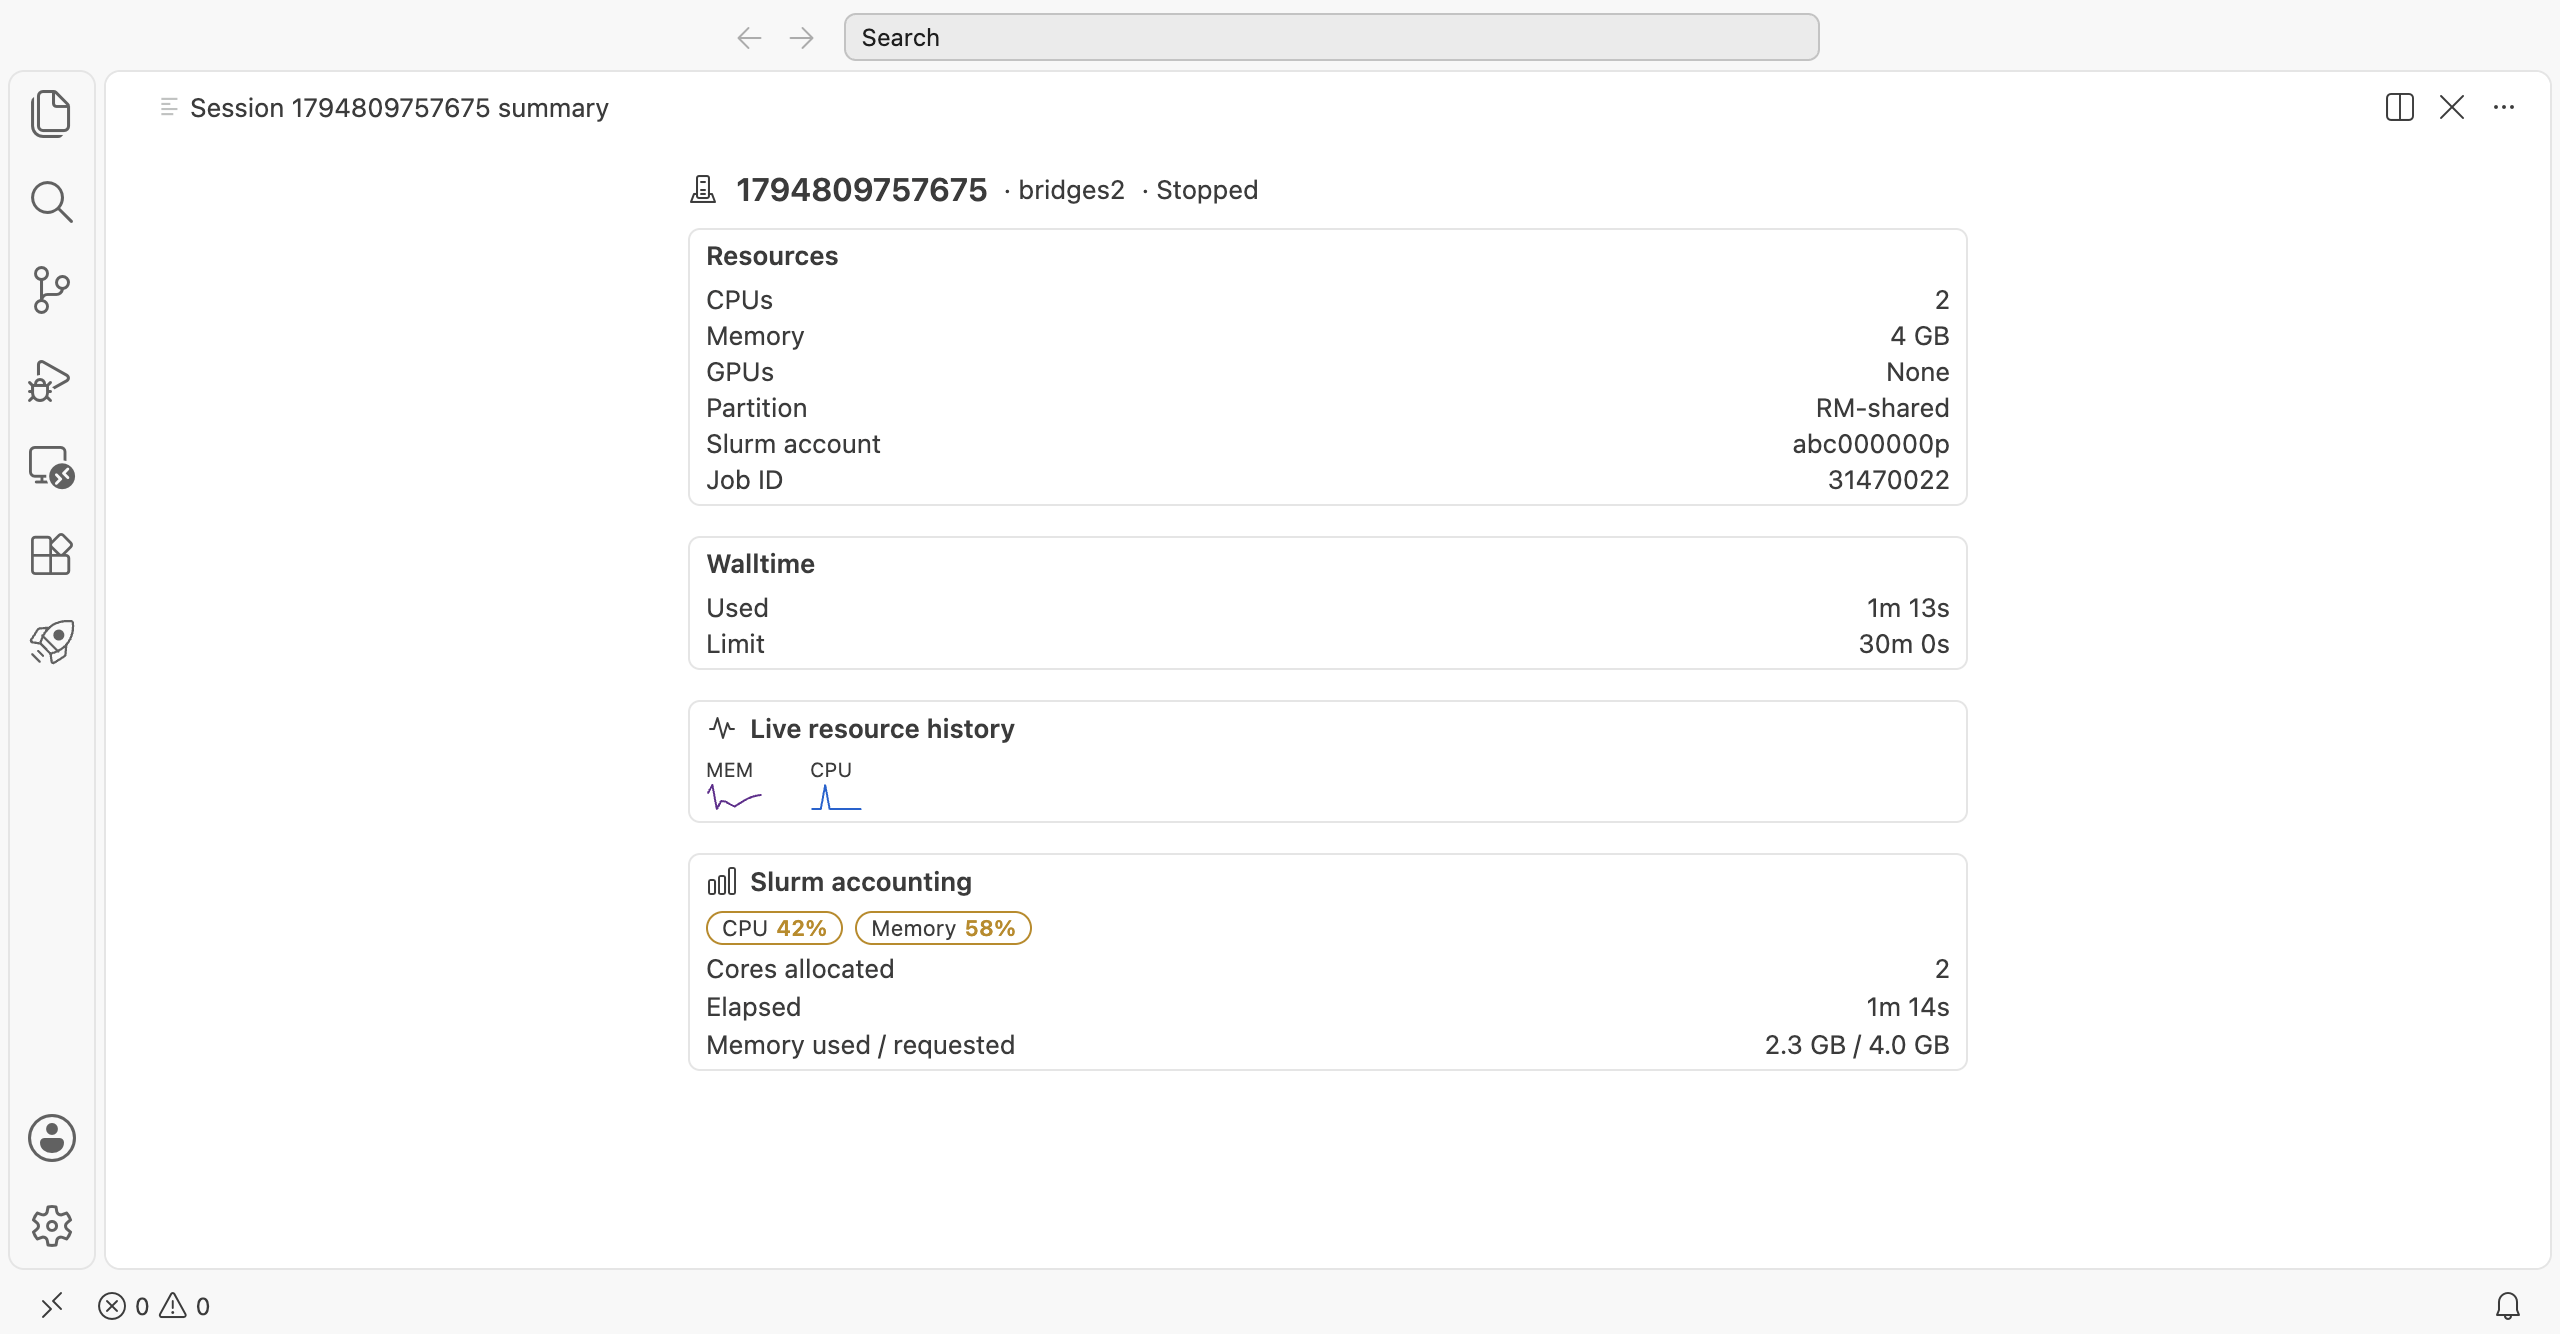 Search
Session 1794809757675 summary
1794809757675 · bridges2 · Stopped
Resources
CPUs 2
Memory 4 GB
GPUs None
Partition RM-shared
Slurm account abc000000p
Job ID 31470022
Walltime
Used 1m 13s
Limit 30m 0s
Live resource history
MEM CPU
Slurm accounting
CPU 42% Memory 58%
Cores allocated 2
Elapsed 1m 14s
Memory used / requested 2.3 GB / 4.0 GB
0 0